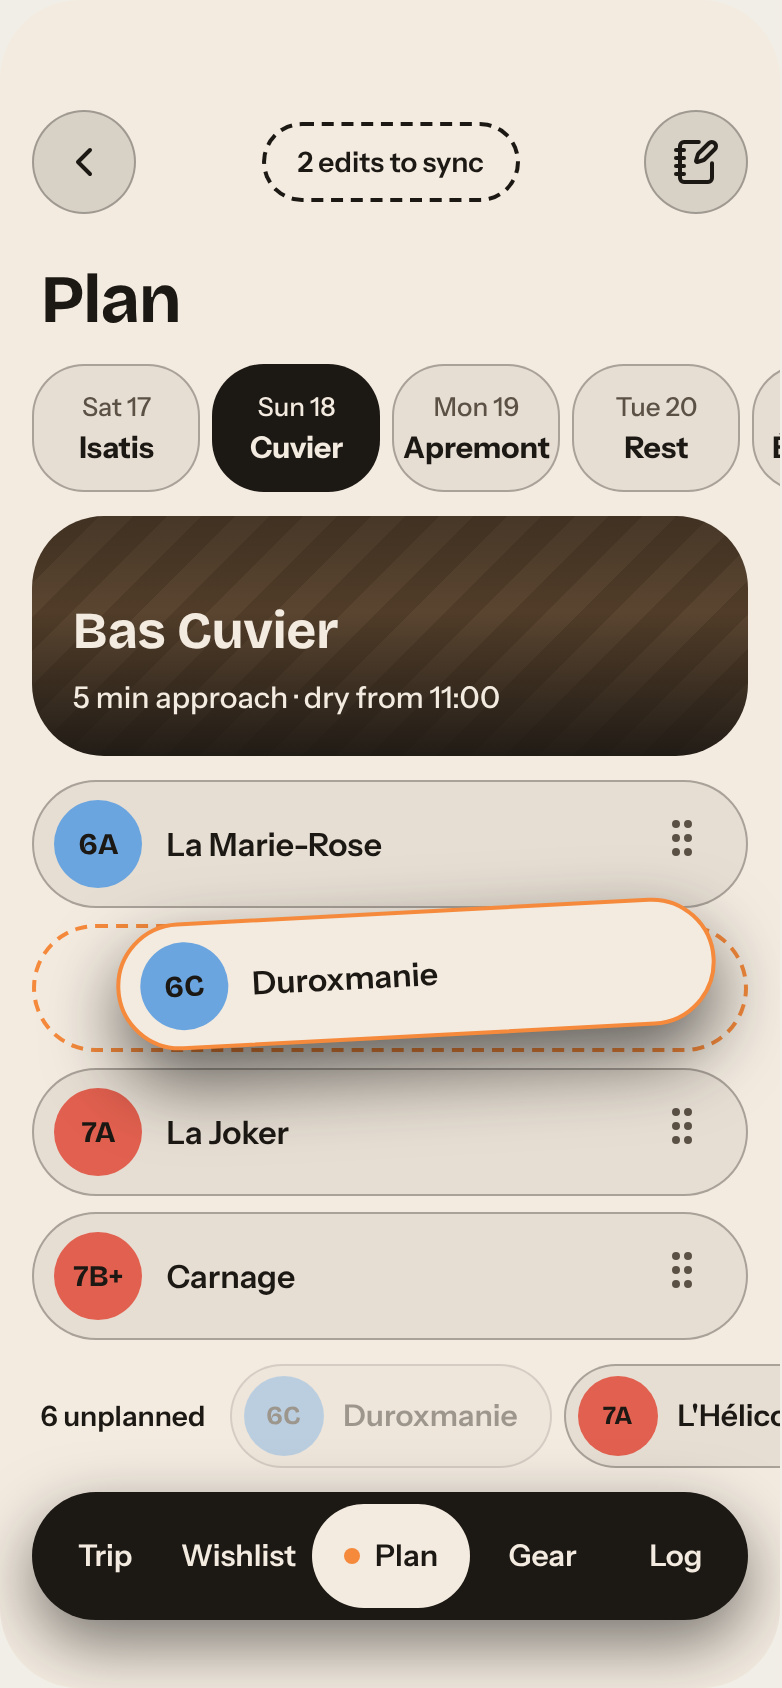 2 edits to sync
Plan
Sat 17
Isatis
Sun 18
Cuvier
Mon 19
Apremont
Tue 20
Rest
Bas Cuvier
5 min approach · dry from 11:00
6A La Marie-Rose
6C Duroxmanie
7A La Joker
7B+ Carnage
6 unplanned
6C Duroxmanie
7A
Trip Wishlist Plan Gear Log